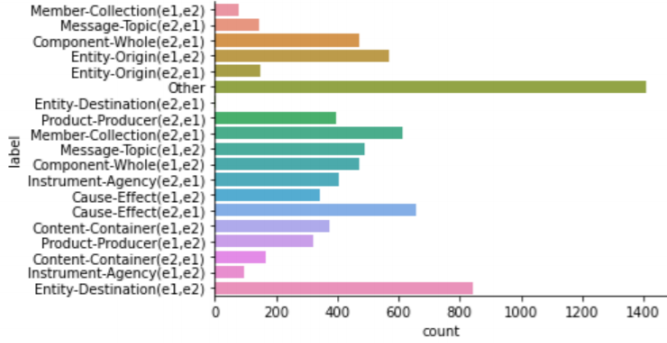 Member-Collection(e1,e2)
Message-Topic(e2,e1)
Component-Whole(e2,e1)
Entity-Origin(e1,e2)
Entity-Origin(e2,e1)
Other
Entity-Destination(e2,e1)
Product-Producer(e2,e1)
Member-Collection(e2,e1)
Message-Topic(e1,e2)
Component-Whole(e1,e2)
Instrument-Agency(e2,e1)
Cause-Effect(e1,e2)
Cause-Effect(e2,e1)
Content-Container(e1,e2)
Product-Producer(e1,e2)
Content-Container(e2,e1)
Instrument-Agency(e1,e2)
Entity-Destination(e1,e2)
label
0 200 400 600 800 1000 1200 1400
count